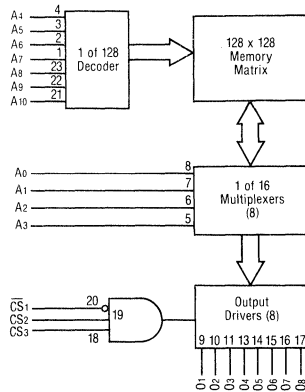 A4 4
A5 3
A6 2
A7 1
A8 23
A9 22
A10 21
1 of 128
Decoder
128 x 128
Memory
Matrix
A0 8
A1 7
A2 6
A3 5
1 of 16
Multiplexers
(8)
CS1 20
CS2 19
CS3 18
Output
Drivers (8)
9 10 11 13 14 15 16 17
O1 O2 O3 O4 O5 O6 O7 O8